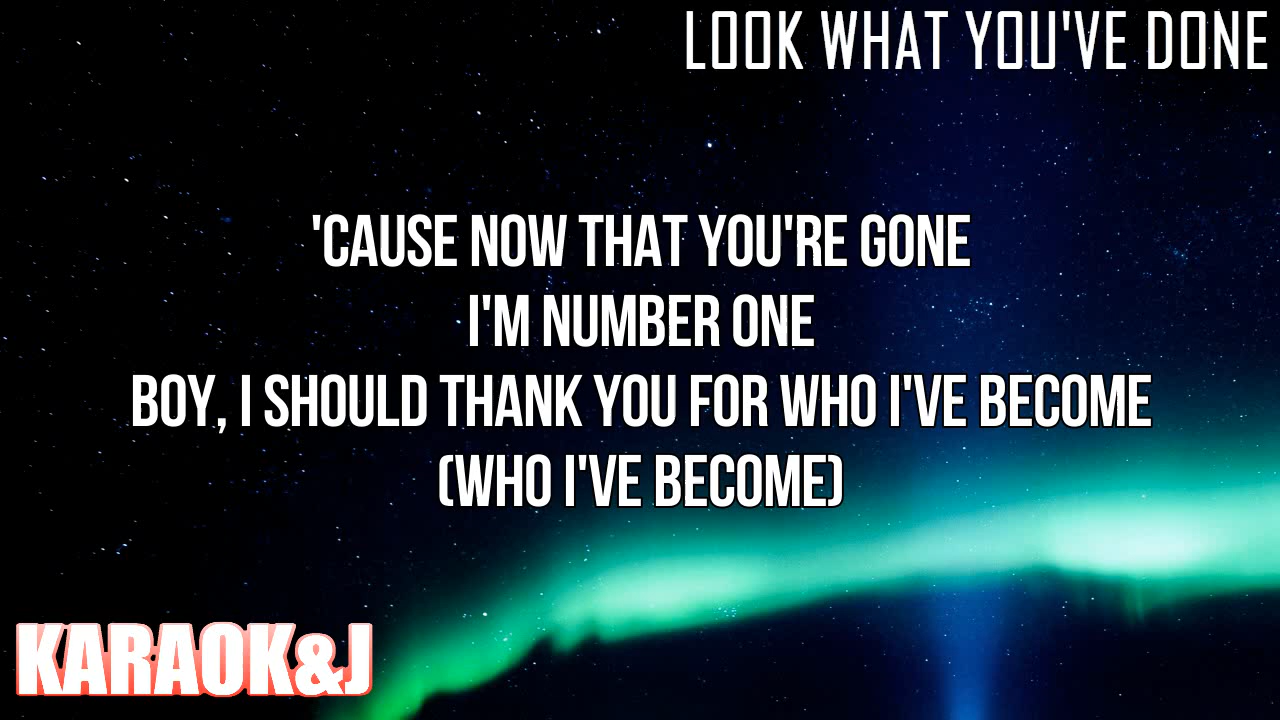 LOOK WHAT YOU'VE DONE
'CAUSE NOW THAT YOU'RE GONE
I'M NUMBER ONE
BOY, I SHOULD THANK YOU FOR WHO I'VE BECOME
(WHO I'VE BECOME)
KARAOK&J